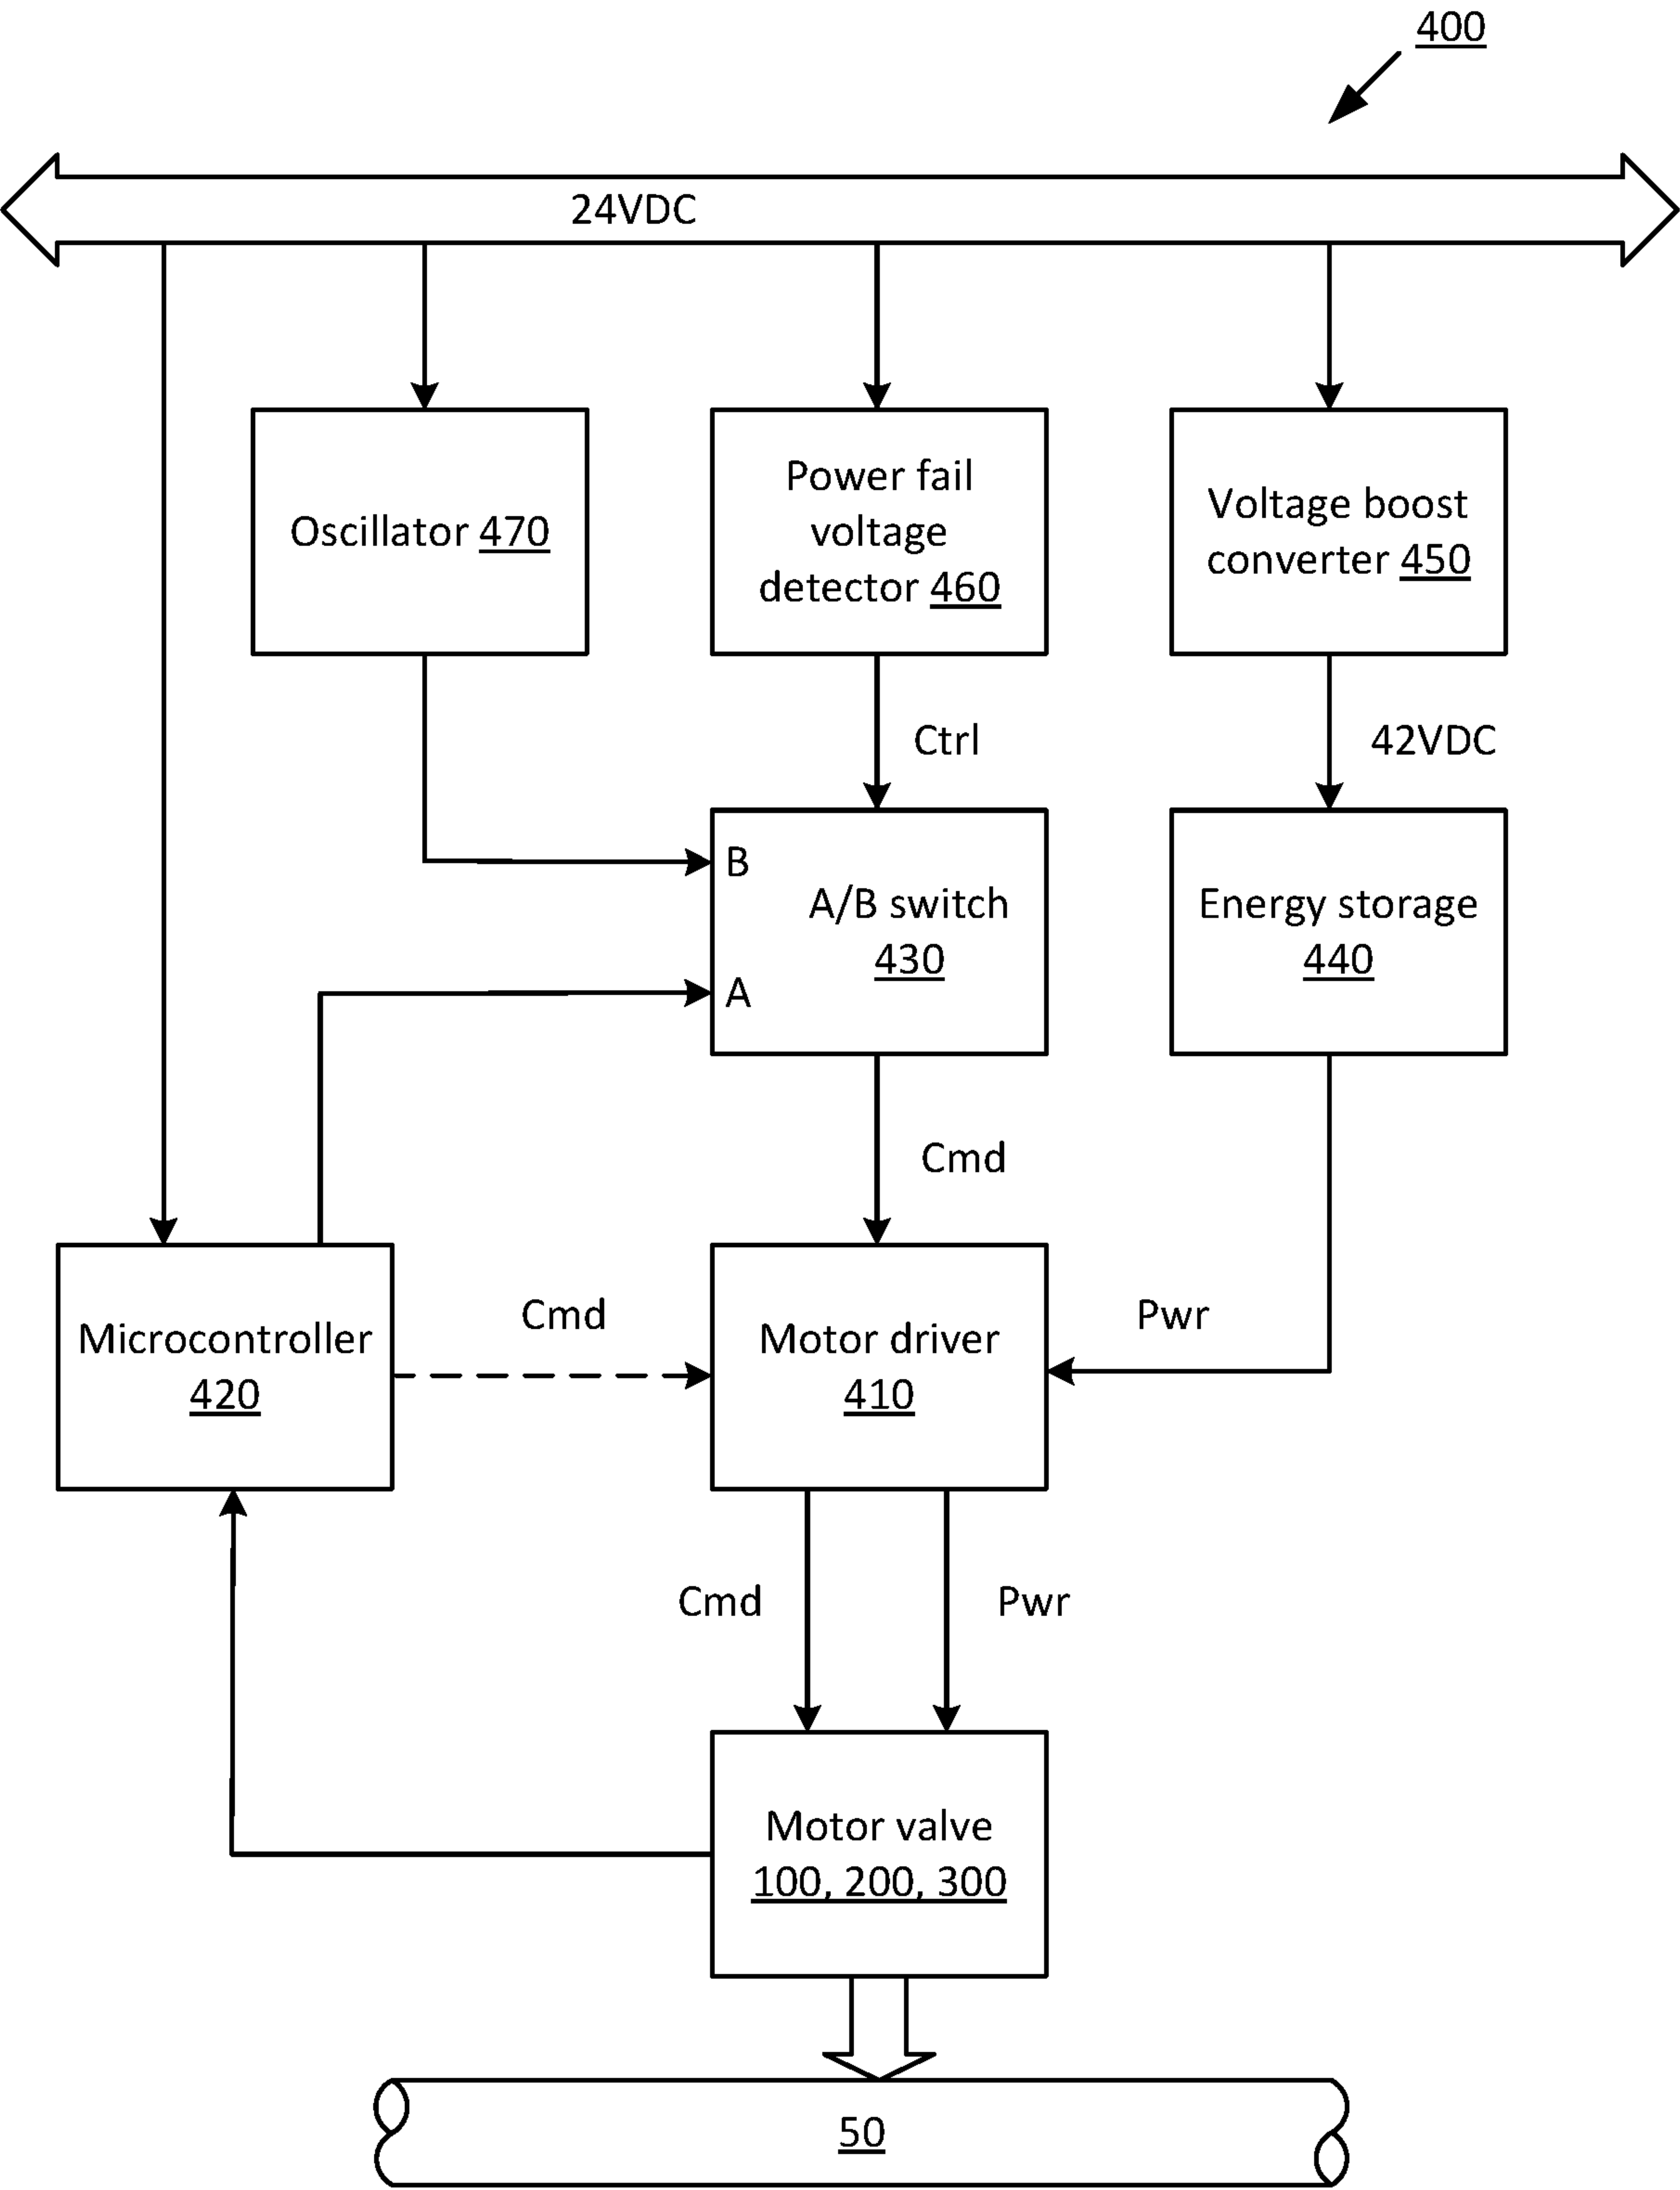 400
24VDC
Oscillator 470
Power fail
voltage
detector 460
Voltage boost
converter 450
Ctrl
42VDC
B
A/B switch
430
A
Energy storage
440
Cmd
Microcontroller
420
Cmd
Motor driver
410
Pwr
Cmd
Pwr
Motor valve
100, 200, 300
50